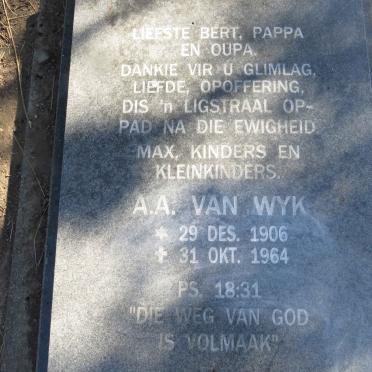 LIEFSTE BERT, PAPPA
EN OUPA.
DANKIE VIR U GLIMLAG,
LIEFDE, OPOFFERING,
DIS 'n LIGSTRAAL OP-
PAD NA DIE EWIGHEID
MAX, KINDERS EN
KLEINKINDERS.
A.A. VAN WYK
* 29 DES. 1906
✝ 31 OKT. 1964
PS. 18:31
"DIE WEG VAN GOD
IS VOLMAAK"